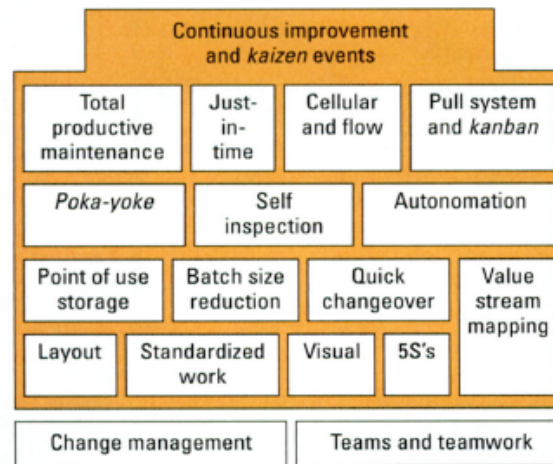 Continuous improvement
and kaizen events
Total
productive
maintenance
Just-
in-
time
Cellular
and flow
Pull system
and kanban
Poka-yoke
Self
inspection
Autonomation
Point of use
storage
Batch size
reduction
Quick
changeover
Value
stream
mapping
Layout
Standardized
work
Visual
5S's
Change management
Teams and teamwork